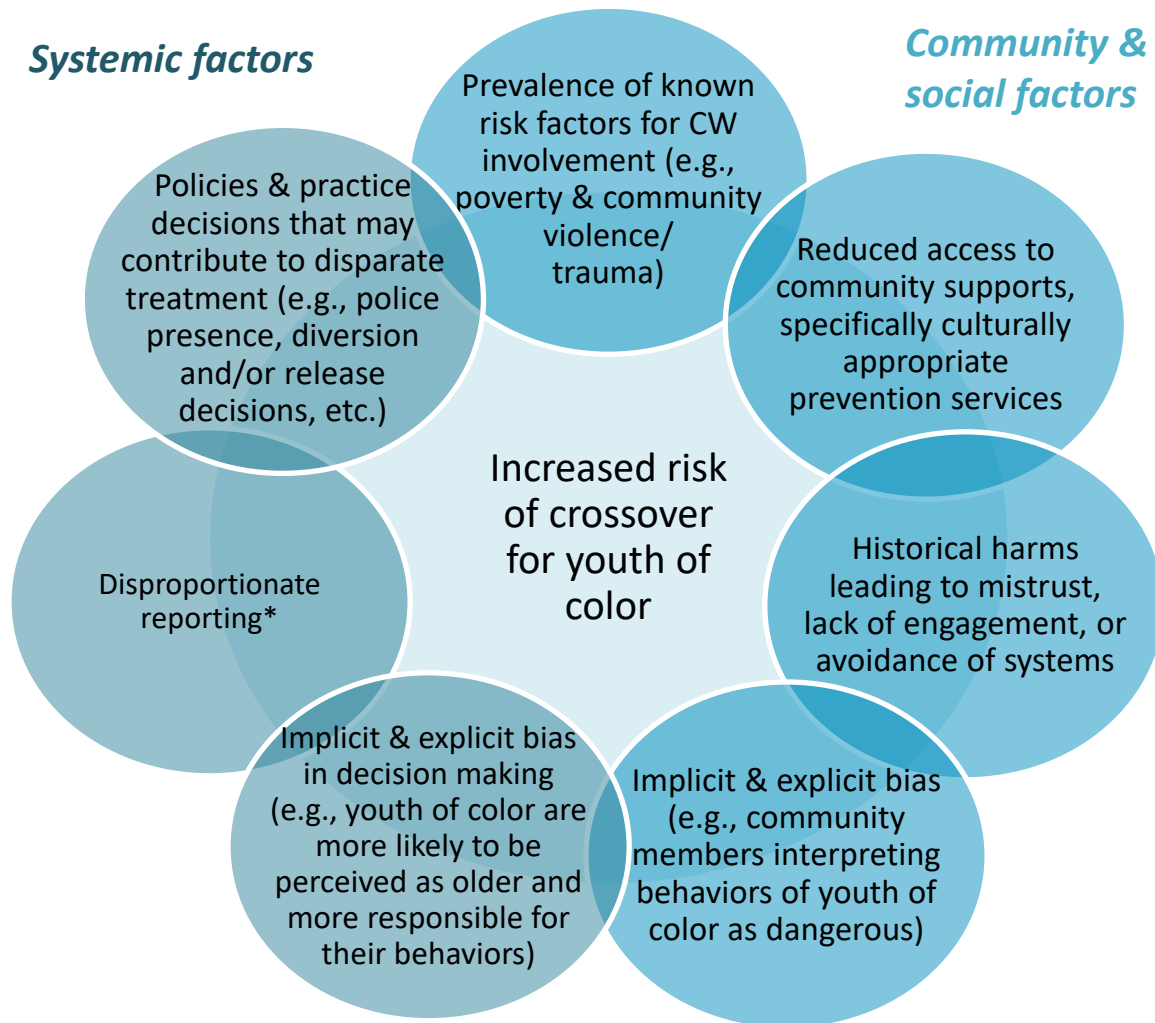 Systemic factors
Community &
social factors
Prevalence of known
risk factors for CW
involvement (e.g.,
poverty & community
violence/
trauma)
Reduced access to
community supports,
specifically culturally
appropriate
prevention services
Historical harms
leading to mistrust,
lack of engagement, or
avoidance of systems
Implicit & explicit bias
(e.g., community
members interpreting
behaviors of youth of
color as dangerous)
Implicit & explicit bias
in decision making
(e.g., youth of color are
more likely to be
perceived as older and
more responsible for
their behaviors)
Disproportionate
reporting*
Policies & practice
decisions that may
contribute to disparate
treatment (e.g., police
presence, diversion
and/or release
decisions, etc.)
Increased risk
of crossover
for youth of
color